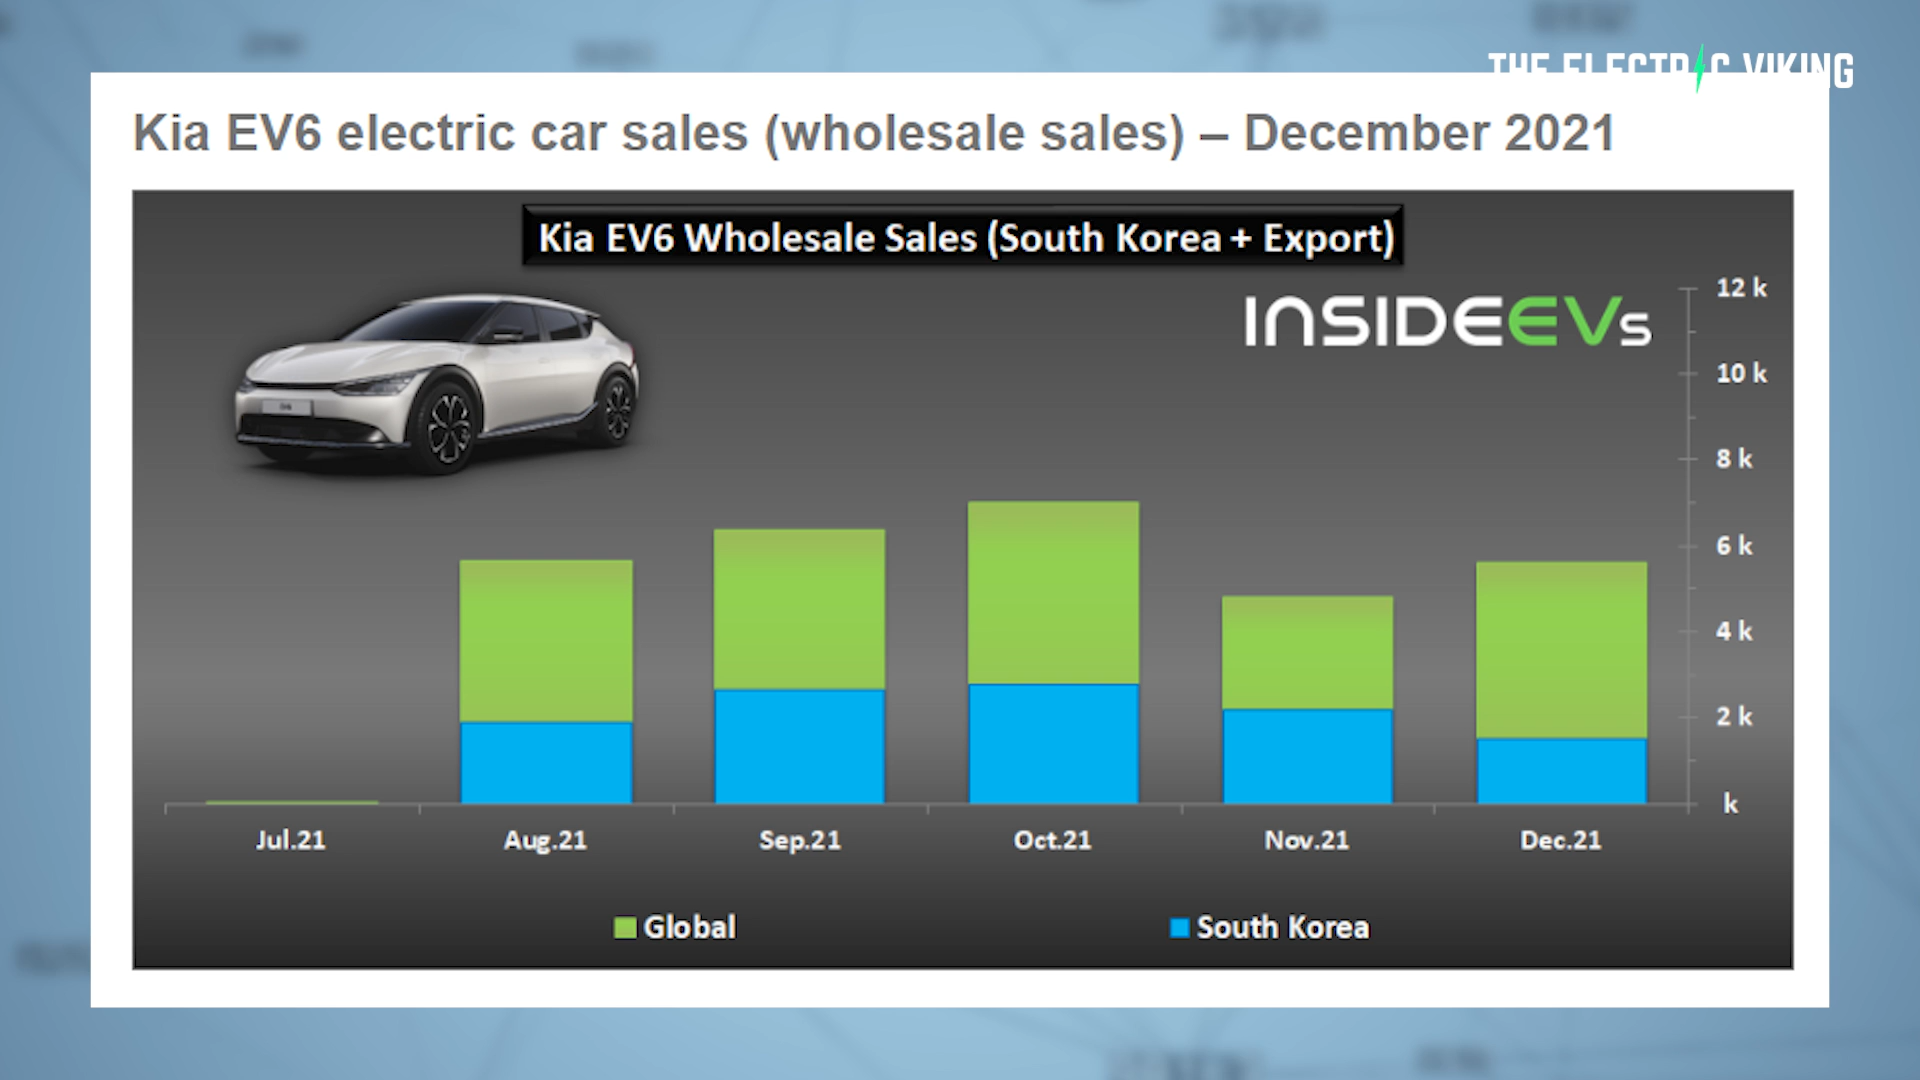 THE ELECTRIC VIKING
Kia EV6 electric car sales (wholesale sales) – December 2021
Kia EV6 Wholesale Sales (South Korea + Export)
INSIDEEVs
12 k
10 k
8 k
6 k
4 k
2 k
k
Jul.21 Aug.21 Sep.21 Oct.21 Nov.21 Dec.21
Global South Korea